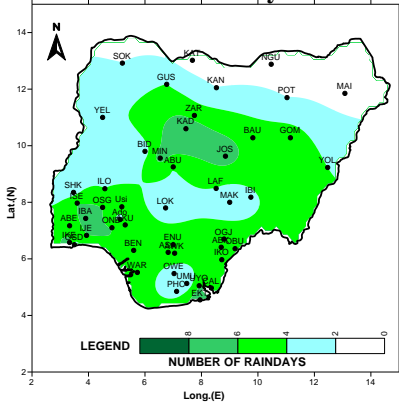 14
12
10
8
6
4
2
Lat.(N)
N
SOK
KAT
NGU
GUS
KAN
POT
MAI
ZAR
YEL
KAD
BAU
GOM
BID
MIN
JOS
ABU
YOL
SHK
ILO
LAF
IBI
ISE
OSG
Usi
LOK
MAK
IBA
ABE
IJE
BEN
ENU
OGJ
IKO
WAR
OWE
UMU
PHO
EKT
LEGEND
8
6
4
2
0
NUMBER OF RAINDAYS
2
4
6
8
10
12
14
Long.(E)